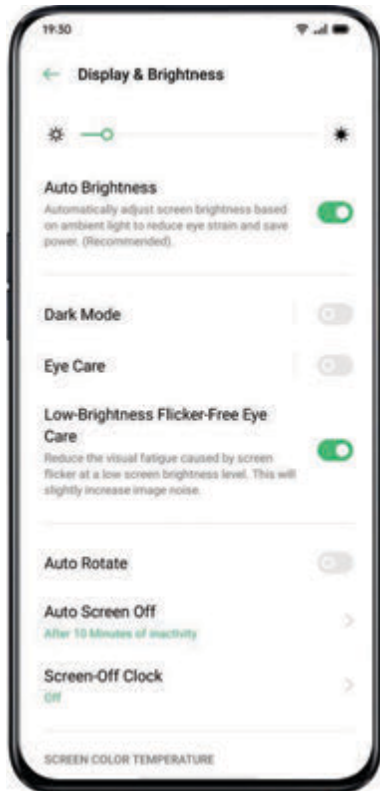 19:30
Display & Brightness
Auto Brightness
Automatically adjust screen brightness based
on ambient light to reduce eye strain and save
power. (Recommended).
Dark Mode
Eye Care
Low-Brightness Flicker-Free Eye
Care
Reduce the visual fatigue caused by screen
flicker at a low screen brightness level. This will
slightly increase image noise.
Auto Rotate
Auto Screen Off
After 10 Minutes of inactivity
Screen-Off Clock
Off
SCREEN COLOR TEMPERATURE